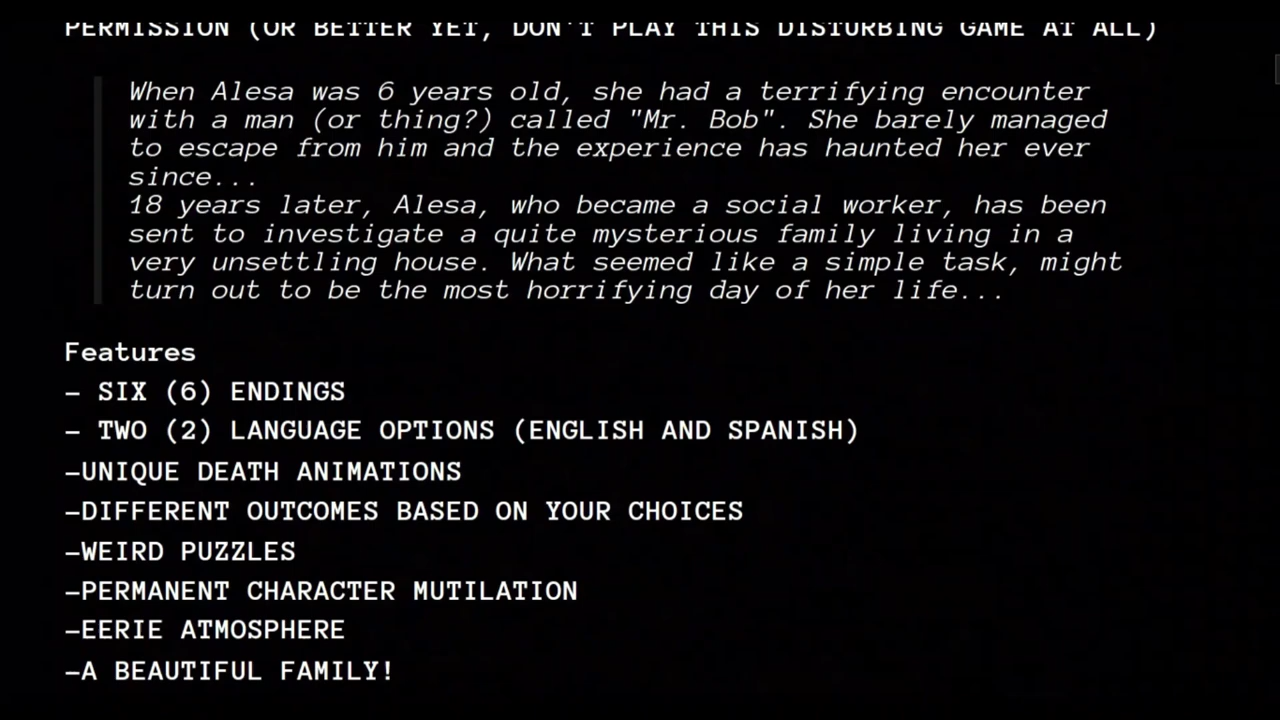 PERMISSION (OR BETTER YET, DON'T PLAY THIS DISTURBING GAME AT ALL)
When Alesa was 6 years old, she had a terrifying encounter
with a man (or thing?) called "Mr. Bob". She barely managed
to escape from him and the experience has haunted her ever
since...
18 years later, Alesa, who became a social worker, has been
sent to investigate a quite mysterious family living in a
very unsettling house. What seemed like a simple task, might
turn out to be the most horrifying day of her life...
Features
- SIX (6) ENDINGS
- TWO (2) LANGUAGE OPTIONS (ENGLISH AND SPANISH)
-UNIQUE DEATH ANIMATIONS
-DIFFERENT OUTCOMES BASED ON YOUR CHOICES
-WEIRD PUZZLES
-PERMANENT CHARACTER MUTILATION
-EERIE ATMOSPHERE
-A BEAUTIFUL FAMILY!